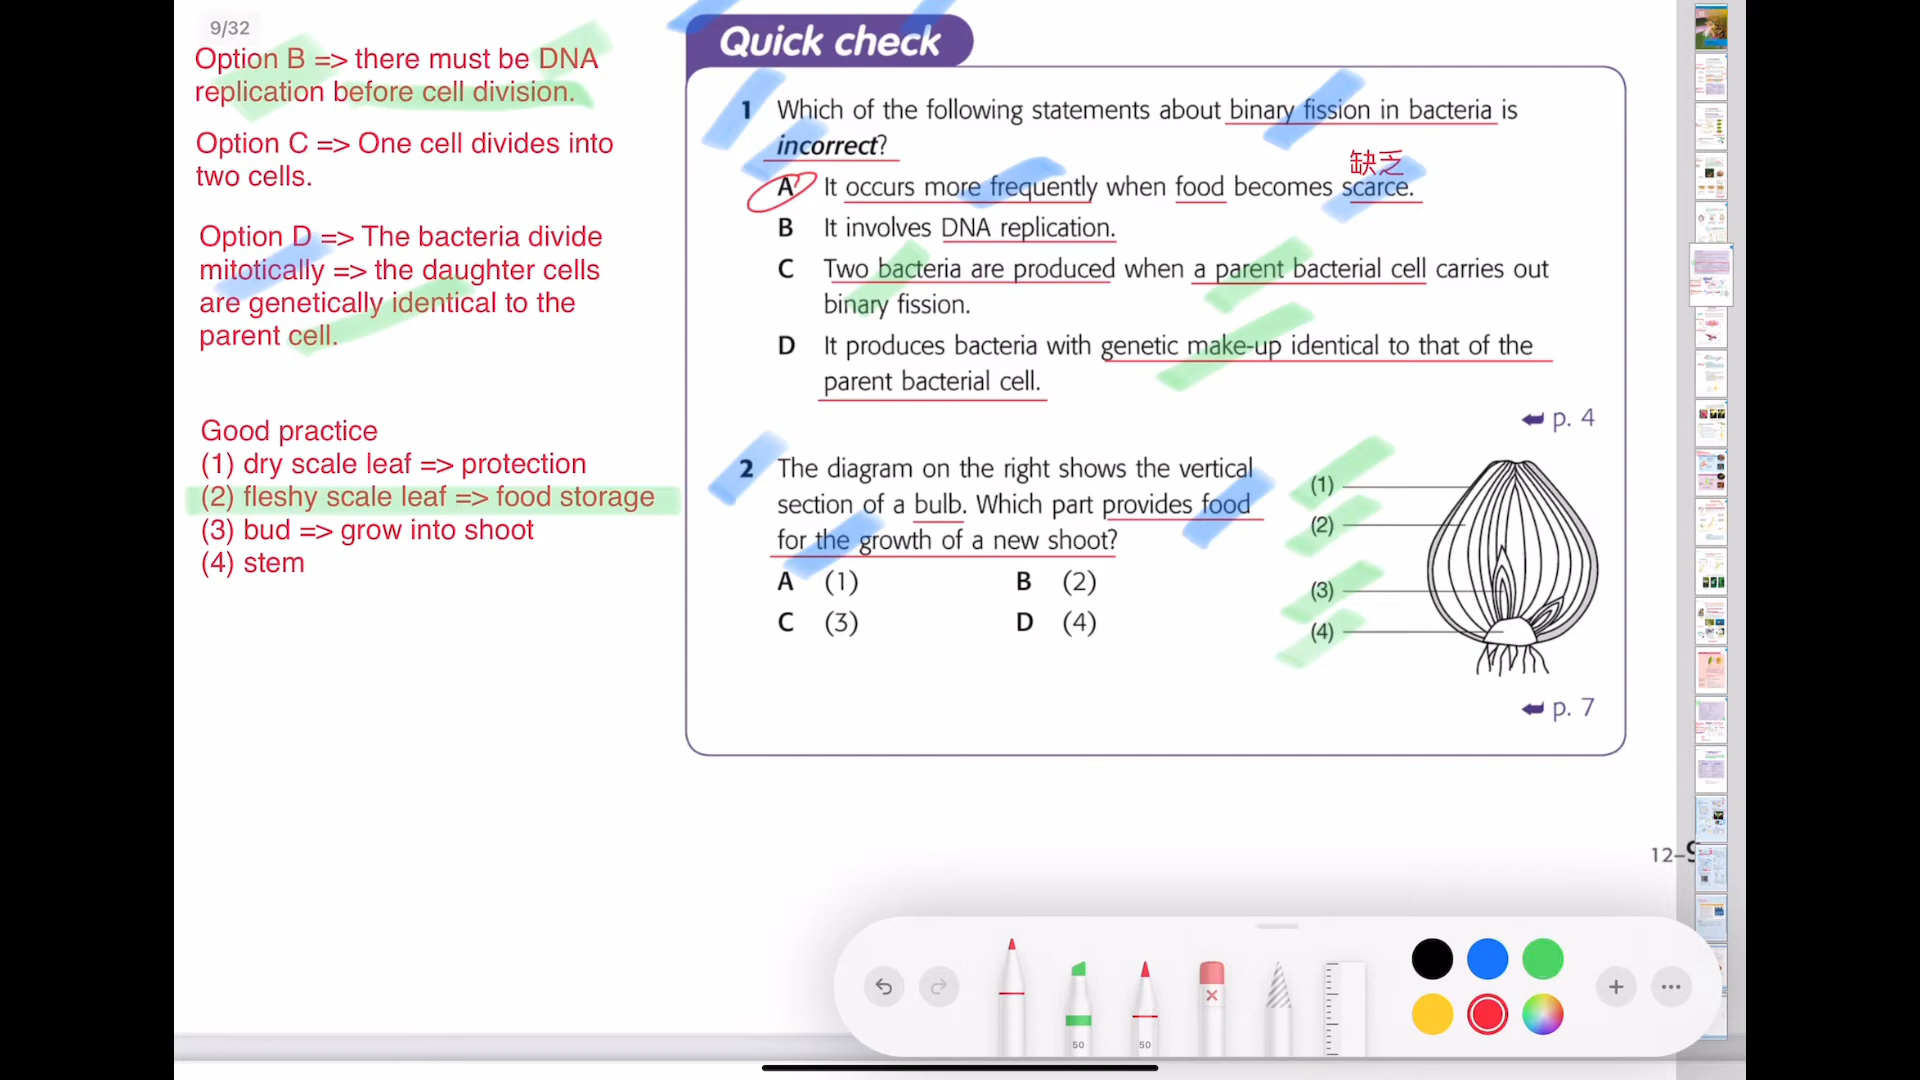 9/32
Option B => there must be DNA
replication before cell division.
Option C => One cell divides into
two cells.
Option D => The bacteria divide
mitotically => the daughter cells
are genetically identical to the
parent cell.
Good practice
(1) dry scale leaf => protection
(2) fleshy scale leaf => food storage
(3) bud => grow into shoot
(4) stem
Quick check
1 Which of the following statements about binary fission in bacteria is
incorrect?
缺乏
A It occurs more frequently when food becomes scarce.
B It involves DNA replication.
C Two bacteria are produced when a parent bacterial cell carries out
binary fission.
D It produces bacteria with genetic make-up identical to that of the
parent bacterial cell.
p. 4
2 The diagram on the right shows the vertical
section of a bulb. Which part provides food
for the growth of a new shoot?
A (1) B (2)
C (3) D (4)
(1)
(2)
(3)
(4)
p. 7
12–9
50 50